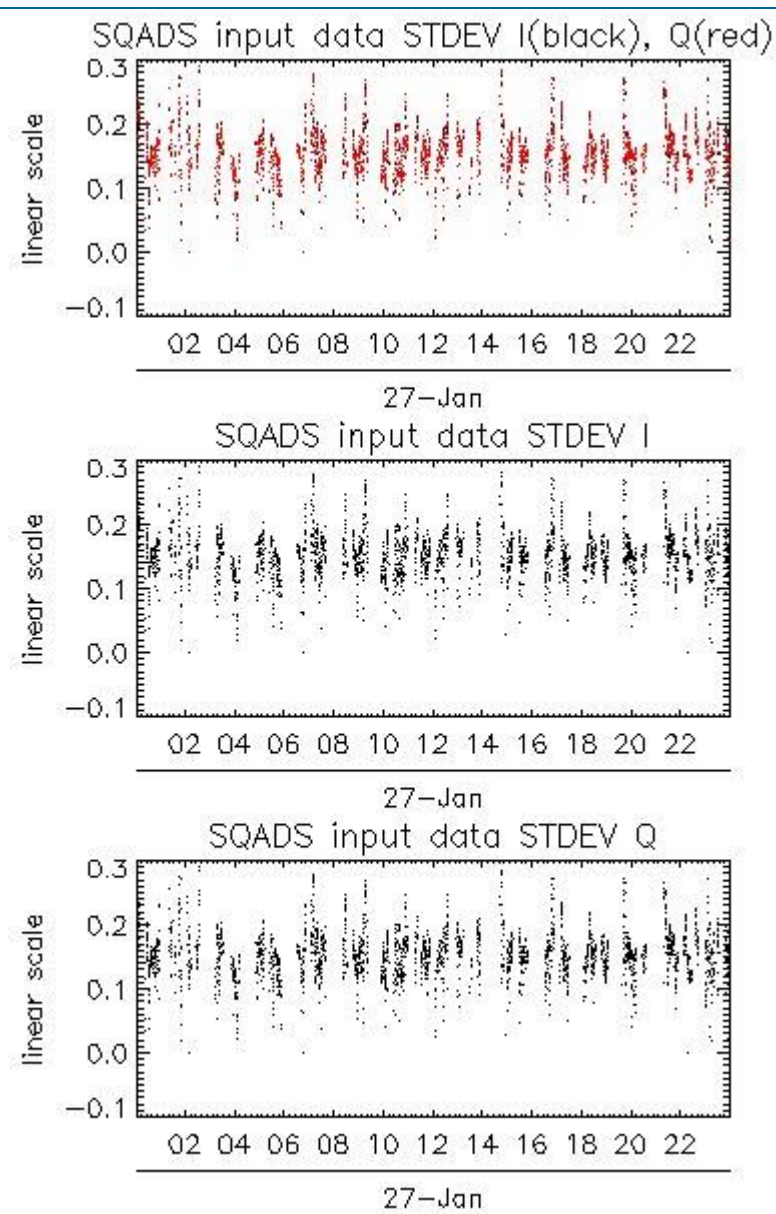 SQADS input data STDEV I(black), Q(red)
0.3
0.2
0.1
0.0
−0.1
linear scale
02 04 06 08 10 12 14 16 18 20 22
27−Jan
SQADS input data STDEV I
0.3
0.2
0.1
0.0
−0.1
linear scale
02 04 06 08 10 12 14 16 18 20 22
27−Jan
SQADS input data STDEV Q
0.3
0.2
0.1
0.0
−0.1
linear scale
02 04 06 08 10 12 14 16 18 20 22
27−Jan